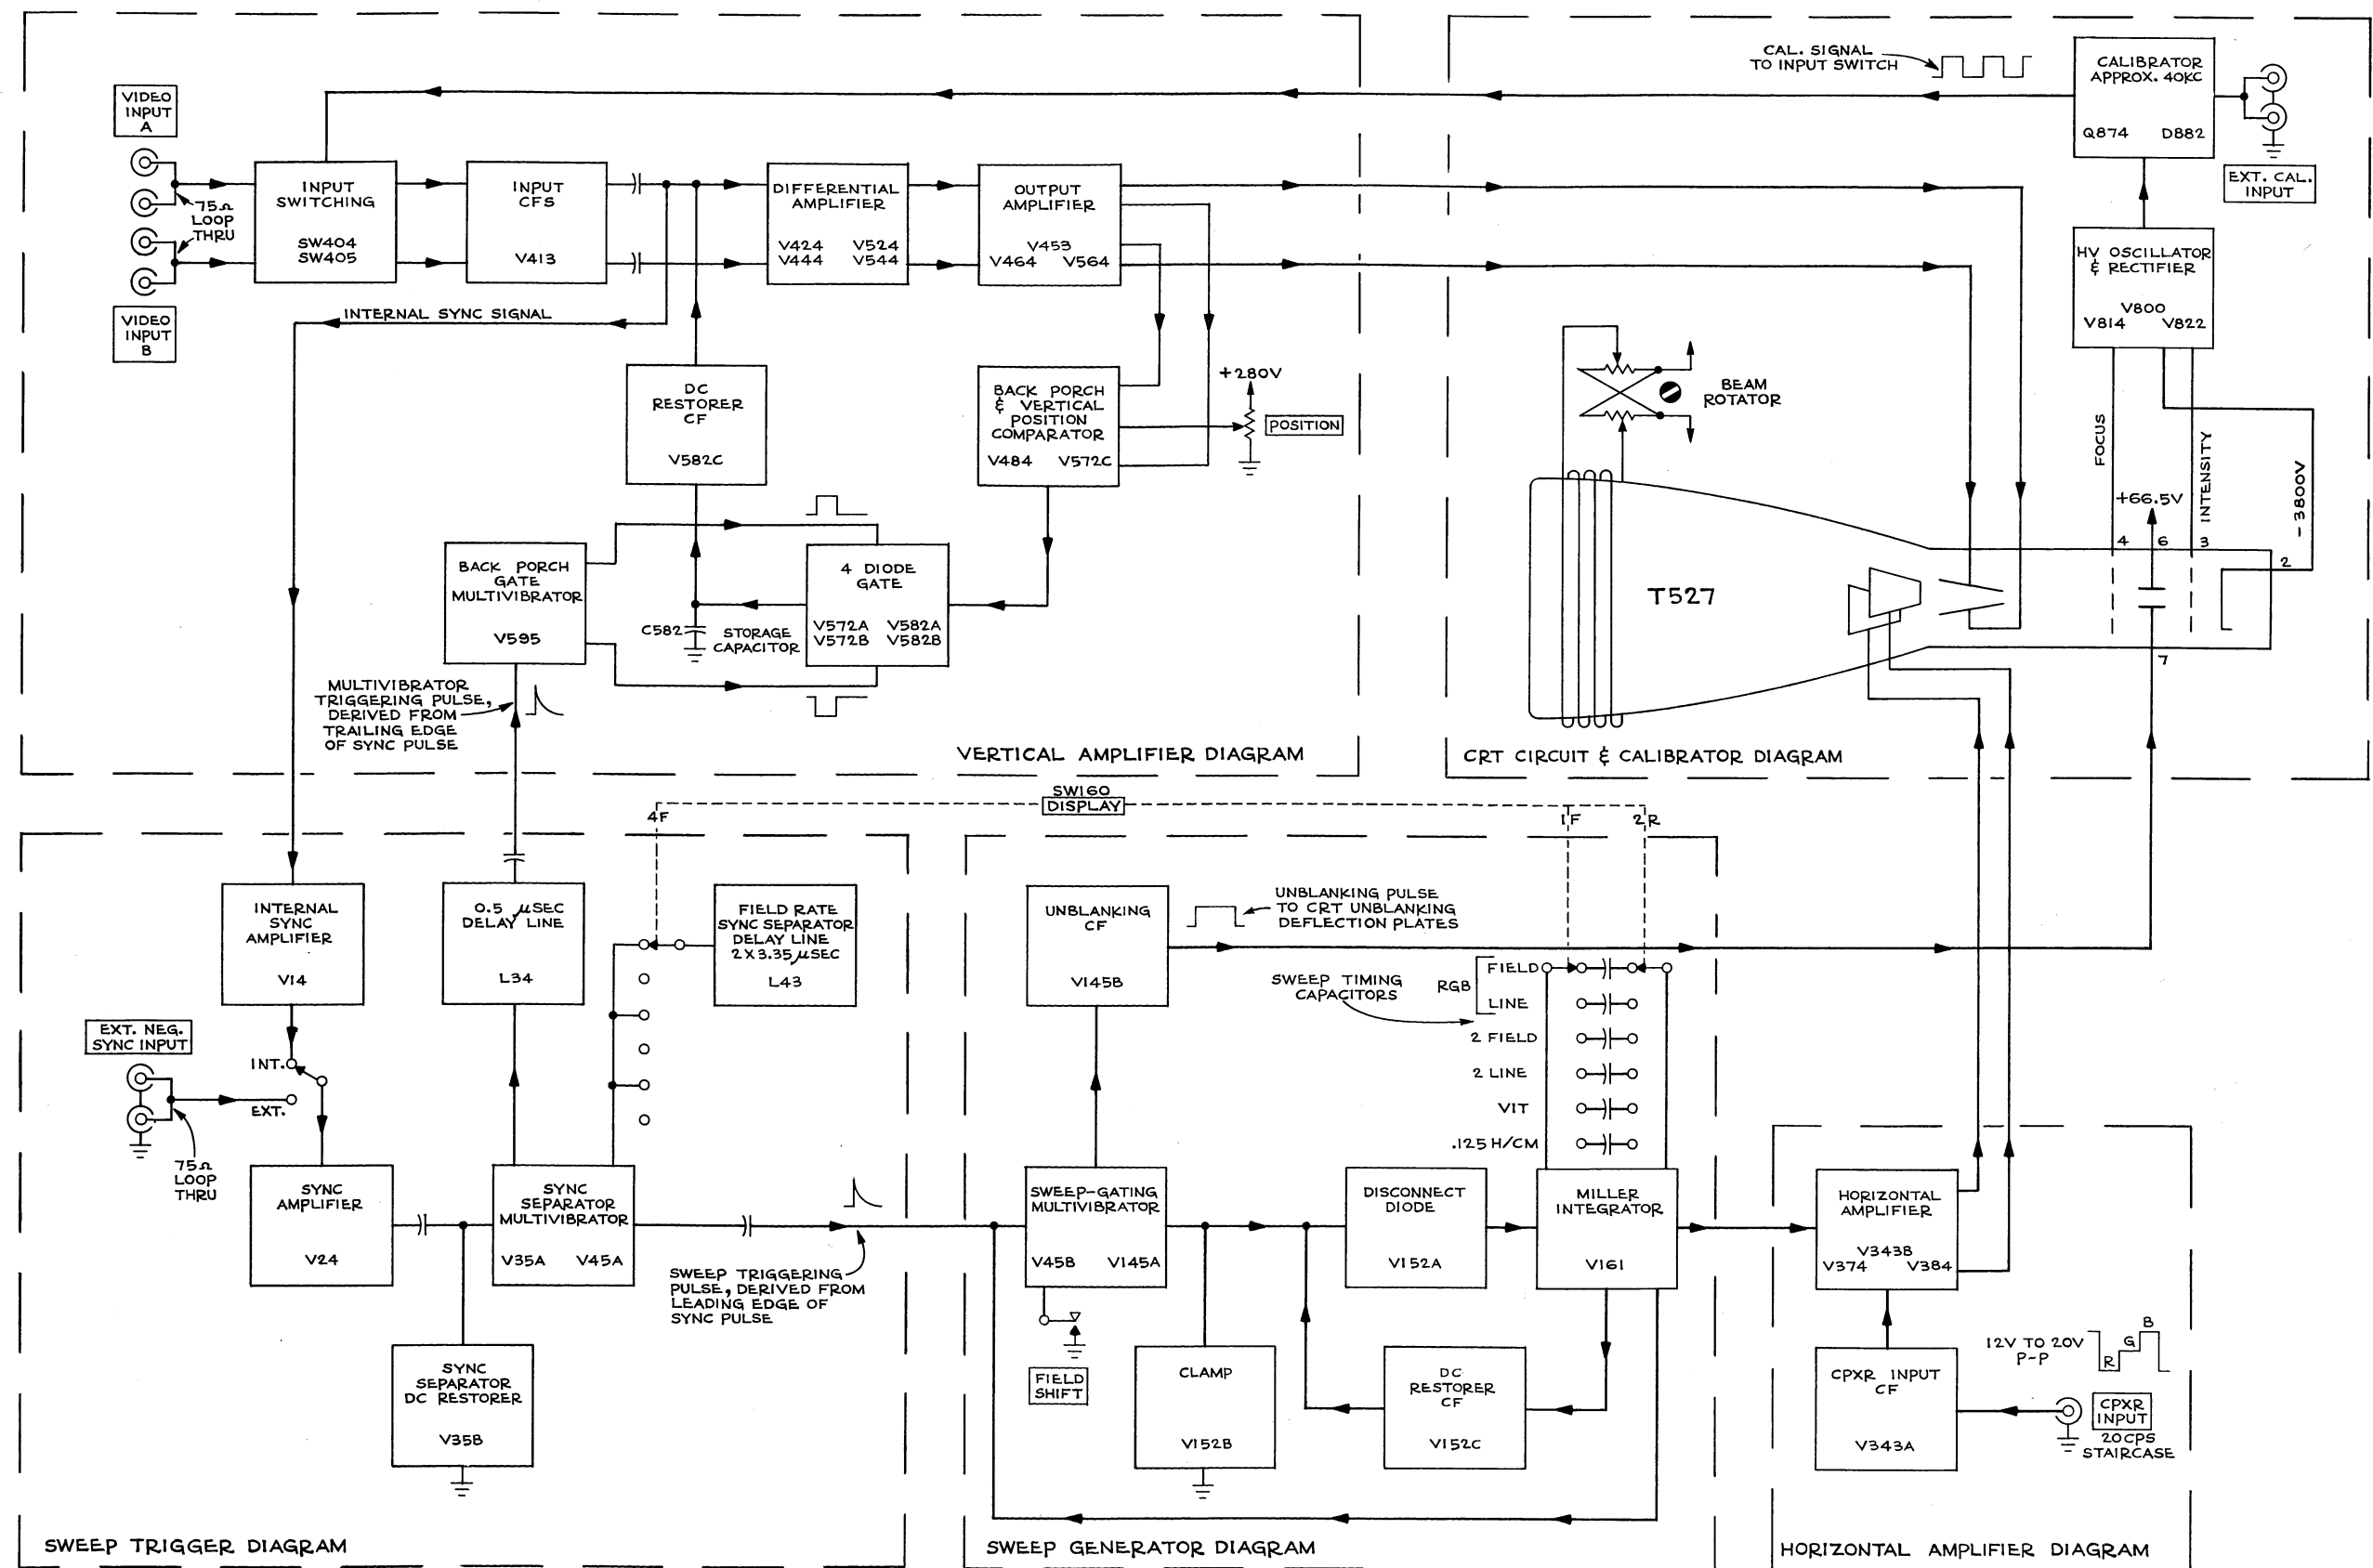 CAL. SIGNAL
TO INPUT SWITCH
CALIBRATOR
APPROX. 40KC
Q874 D882
EXT. CAL.
INPUT
VIDEO
INPUT
A
75Ω
LOOP
THRU
VIDEO
INPUT
B
INPUT
SWITCHING
SW404
SW405
INPUT
CFS
V413
DIFFERENTIAL
AMPLIFIER
V424 V524
V444 V544
OUTPUT
AMPLIFIER
V453
V464 V564
HV OSCILLATOR
& RECTIFIER
V800
V814 V822
INTERNAL SYNC SIGNAL
DC
RESTORER
CF
V582C
BACK PORCH
& VERTICAL
POSITION
COMPARATOR
V484 V572C
+280V
POSITION
BEAM
ROTATOR
FOCUS
INTENSITY
-3800V
+66.5V
4
6
3
2
7
T527
BACK PORCH
GATE
MULTIVIBRATOR
V595
C582
STORAGE
CAPACITOR
4 DIODE
GATE
V572A V582A
V572B V582B
MULTIVIBRATOR
TRIGGERING PULSE,
DERIVED FROM
TRAILING EDGE
OF SYNC PULSE
VERTICAL AMPLIFIER DIAGRAM
CRT CIRCUIT & CALIBRATOR DIAGRAM
SW160
DISPLAY
4F
1F
2R
INTERNAL
SYNC
AMPLIFIER
V14
0.5 μSEC
DELAY LINE
L34
FIELD RATE
SYNC SEPARATOR
DELAY LINE
2X3.35 μSEC
L43
UNBLANKING
CF
V145B
UNBLANKING PULSE
TO CRT UNBLANKING
DEFLECTION PLATES
SWEEP TIMING
CAPACITORS
RGB
FIELD
LINE
2 FIELD
2 LINE
VIT
.125 H/CM
EXT. NEG.
SYNC INPUT
INT.
EXT.
75Ω
LOOP
THRU
SYNC
AMPLIFIER
V24
SYNC
SEPARATOR
MULTIVIBRATOR
V35A V45A
SWEEP TRIGGERING
PULSE, DERIVED FROM
LEADING EDGE OF
SYNC PULSE
SYNC
SEPARATOR
DC RESTORER
V35B
SWEEP-GATING
MULTIVIBRATOR
V45B V145A
DISCONNECT
DIODE
V152A
MILLER
INTEGRATOR
V161
HORIZONTAL
AMPLIFIER
V343B
V374 V384
FIELD
SHIFT
CLAMP
V152B
DC
RESTORER
CF
V152C
CPXR INPUT
CF
V343A
12V TO 20V
P-P
R
G
B
CPXR
INPUT
20CPS
STAIRCASE
SWEEP TRIGGER DIAGRAM
SWEEP GENERATOR DIAGRAM
HORIZONTAL AMPLIFIER DIAGRAM